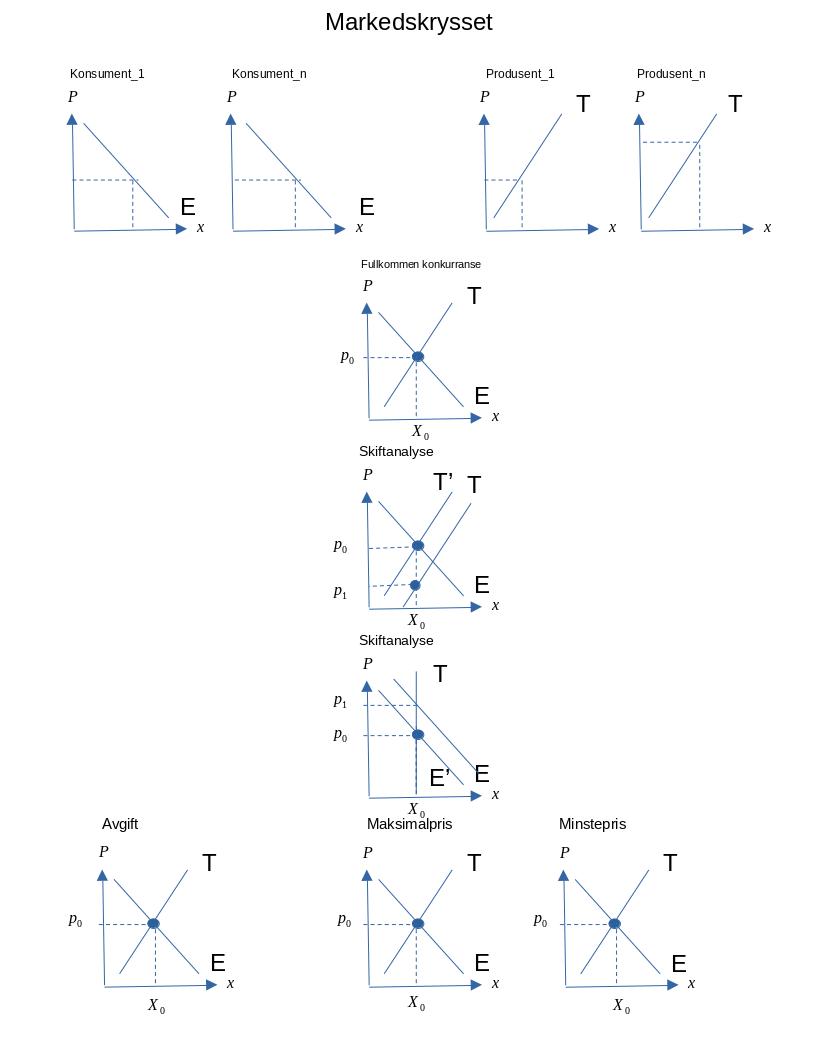 Markedskrysset
Konsument_1
Konsument_n
Produsent_1
Produsent_n
P
P
P
T
P
T
E
x
E
x
x
x
Fullkommen konkurranse
P
T
p0
E
x
X0
Skiftanalyse
P
T’ T
p0
p1
E
x
X0
Skiftanalyse
P
T
p1
p0
E’
E
x
X0
Avgift
Maksimalpris
Minstepris
P
T
P
T
P
T
p0
p0
p0
E
x
E
x
E
x
X0
X0
X0